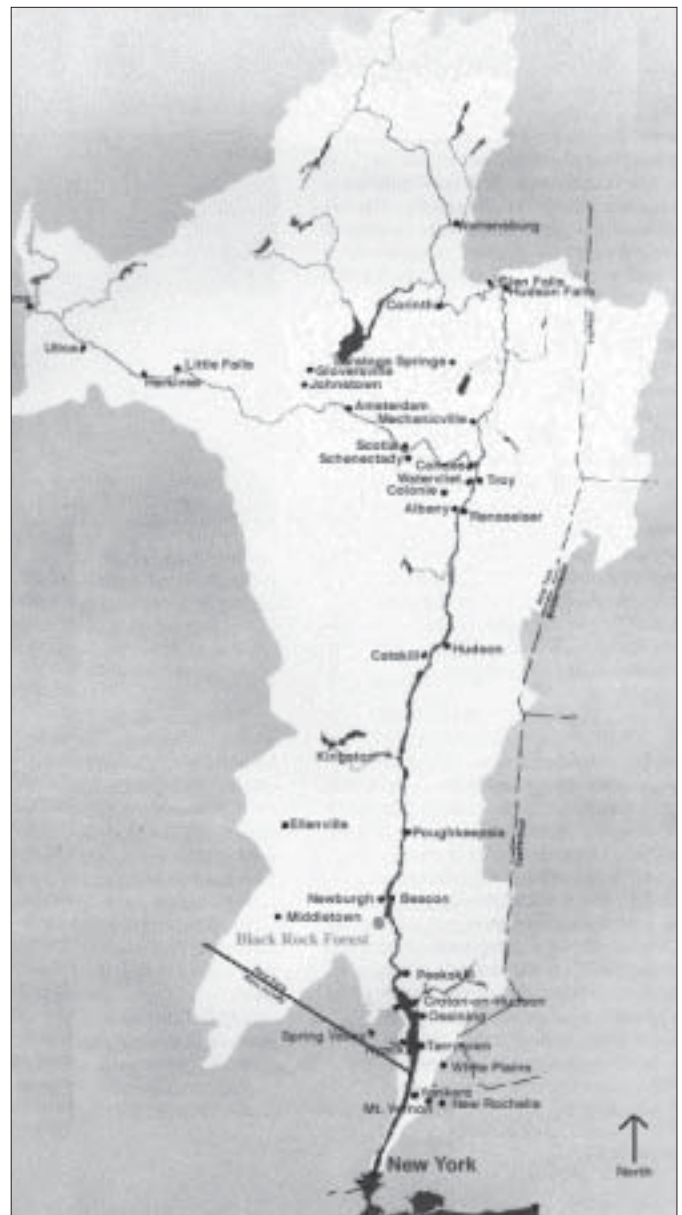 Warrensburg
Glen Falls
Hudson Falls
Corinth
Utica
Little Falls
Herkimer
Saratoga Springs
Gloversville
Johnstown
Amsterdam
Mechanicville
Scotia
Schenectady
Cohoes
Watervliet
Troy
Colonie
Albany
Rensselaer
Hudson
Catskill
Kingston
Ellenville
Poughkeepsie
Newburgh
Beacon
Middletown
Black Rock Forest
Peekskill
Croton-on-Hudson
Ossining
Spring Valley
Tarrytown
White Plains
Yonkers
Mt. Vernon
New Rochelle
New York
North